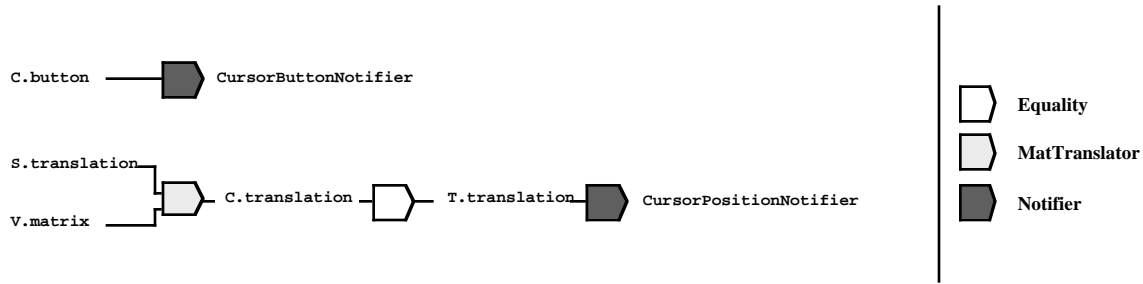 C.button CursorButtonNotifier
S.translation
C.translation T.translation CursorPositionNotifier
V.matrix
Equality
MatTranslator
Notifier